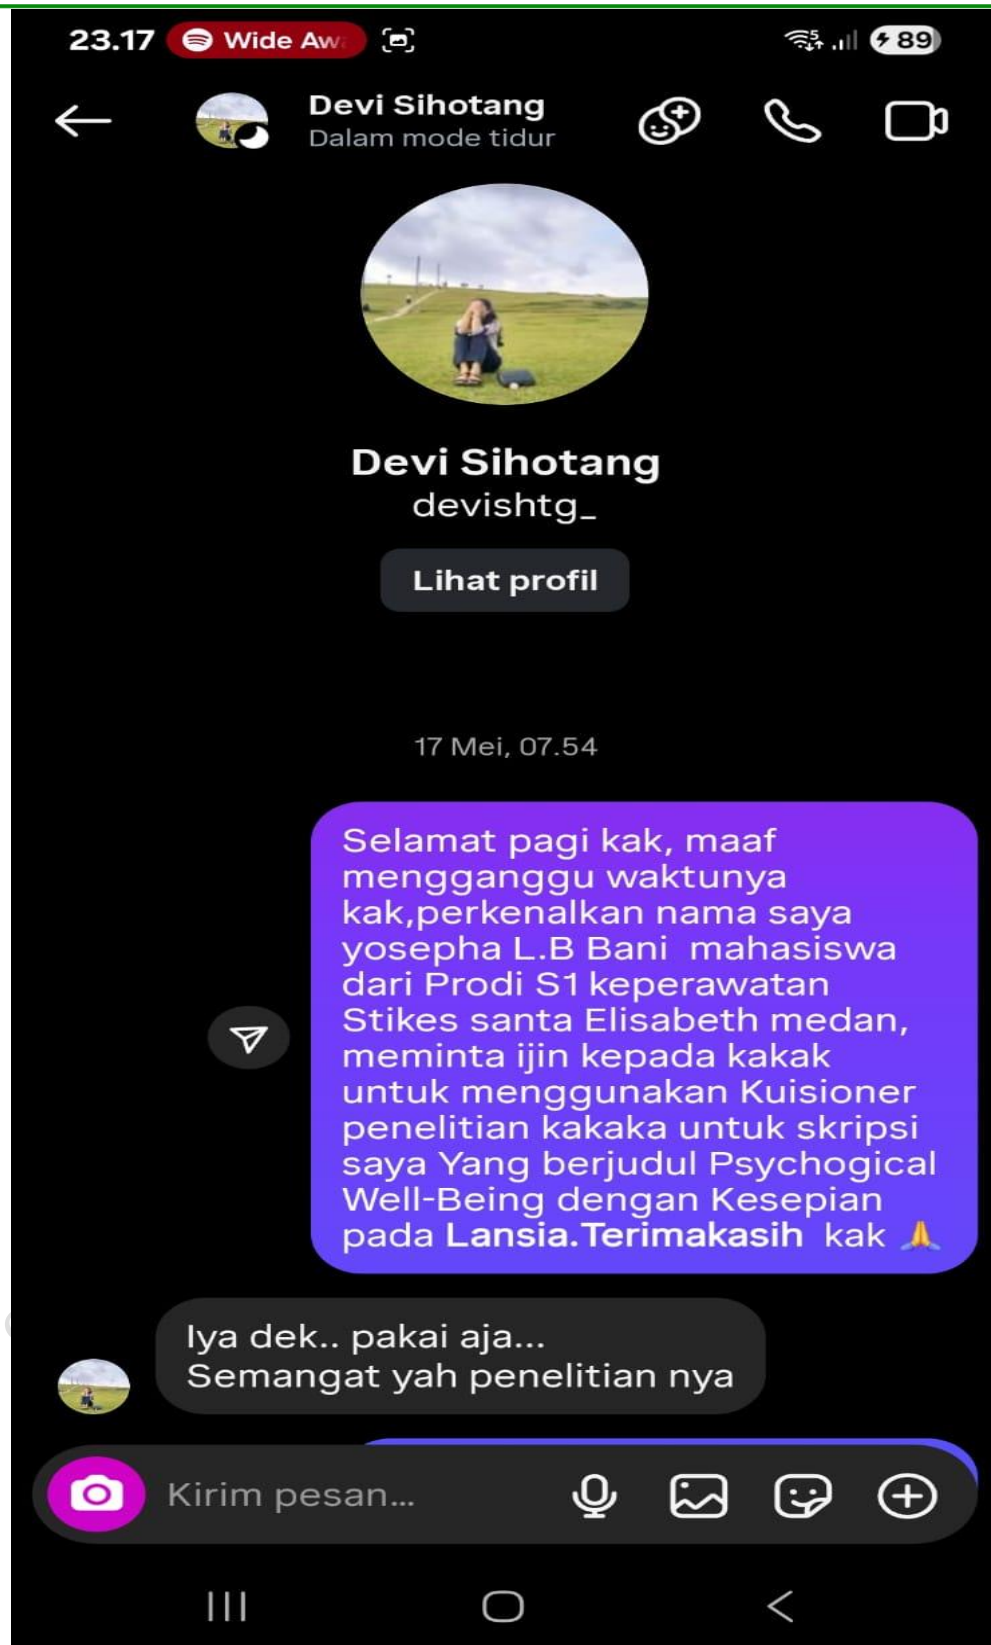 23.17 Wide Aw
89
Devi Sihotang
Dalam mode tidur
Devi Sihotang
devishtg_
Lihat profil
17 Mei, 07.54
Selamat pagi kak, maaf
mengganggu waktunya
kak,perkenalkan nama saya
yosepha L.B Bani mahasiswa
dari Prodi S1 keperawatan
Stikes santa Elisabeth medan,
meminta ijin kepada kakak
untuk menggunakan Kuisioner
penelitian kakaka untuk skripsi
saya Yang berjudul Psychogical
Well-Being dengan Kesepian
pada Lansia.Terimakasih kak 🙏
Iya dek.. pakai aja...
Semangat yah penelitian nya
Kirim pesan...